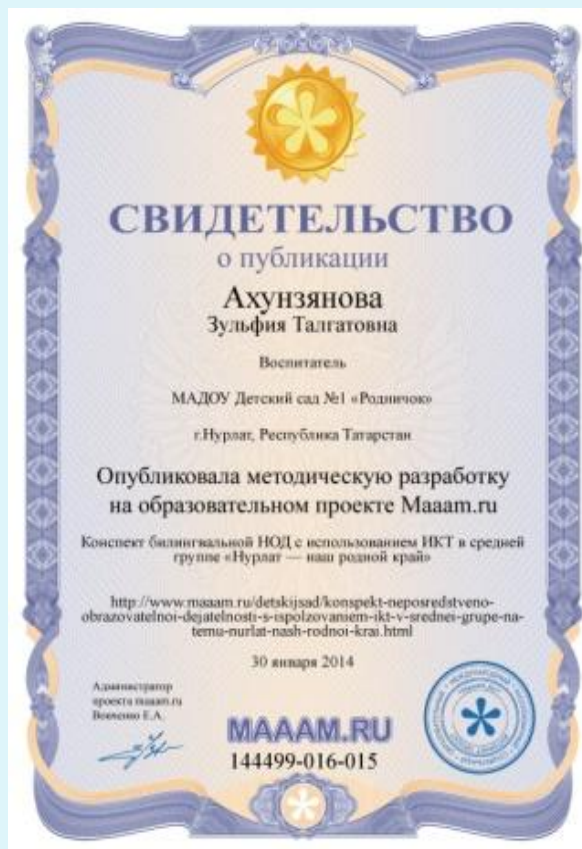 СВИДЕТЕЛЬСТВО
о публикации
Ахунзянова
Зульфия Талгатовна
Воспитатель
МАДОУ Детский сад №1 «Родничок»
г.Нурлат, Республика Татарстан
Опубликовала методическую разработку
на образовательном проекте Maaam.ru
Конспект билингвальной НОД с использованием ИКТ в средней
группе «Нурлат — наш родной край»
http://www.maaam.ru/detskijsad/konspekt-neposredstveno-
obrazovatelnoi-dejatelnosti-s-ispolzovaniem-ikt-v-srednei-grupe-na-
temu-nurlat-nash-rodnoi-krai.html
30 января 2014
Администратор
проекта maaam.ru
Вовченко Е.А.
MAAAM.RU
144499-016-015